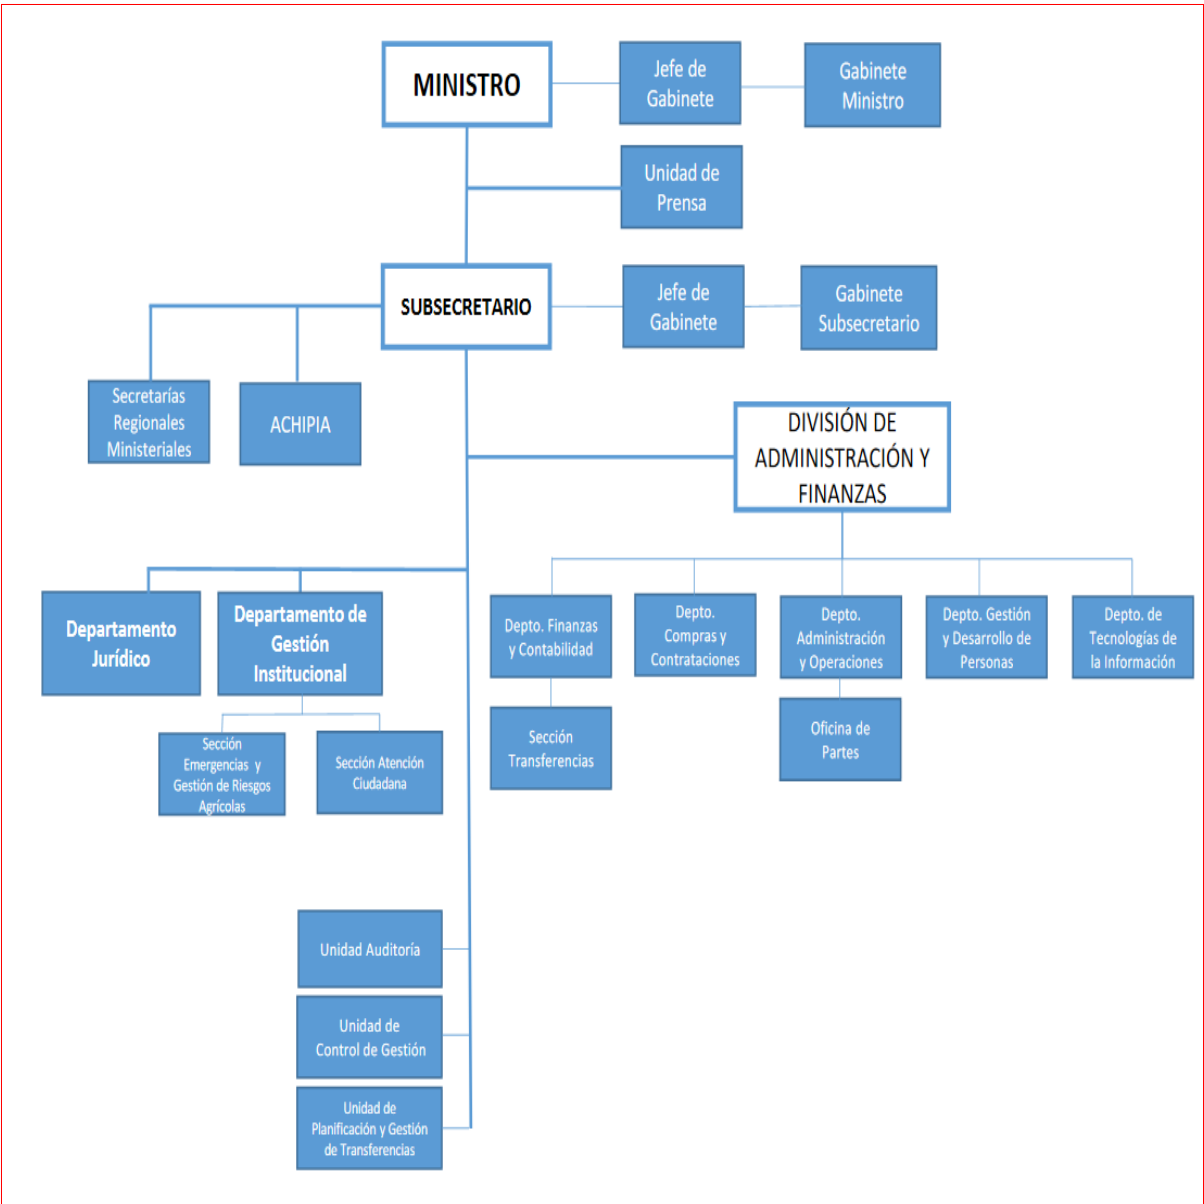 MINISTRO
Jefe de
Gabinete
Gabinete
Ministro
Unidad de
Prensa
SUBSECRETARIO
Jefe de
Gabinete
Gabinete
Subsecretario
Secretarías
Regionales
Ministeriales
ACHIPIA
DIVISIÓN DE
ADMINISTRACIÓN Y
FINANZAS
Departamento
Jurídico
Departamento de
Gestión
Institucional
Depto. Finanzas
y Contabilidad
Depto.
Compras y
Contrataciones
Depto.
Administración
y Operaciones
Depto. Gestión
y Desarrollo de
Personas
Depto. de
Tecnologías de
la Información
Sección
Emergencias y
Gestión de Riesgos
Agrícolas
Sección Atención
Ciudadana
Sección
Transferencias
Oficina de
Partes
Unidad Auditoría
Unidad de
Control de Gestión
Unidad de
Planificación y Gestión
de Transferencias